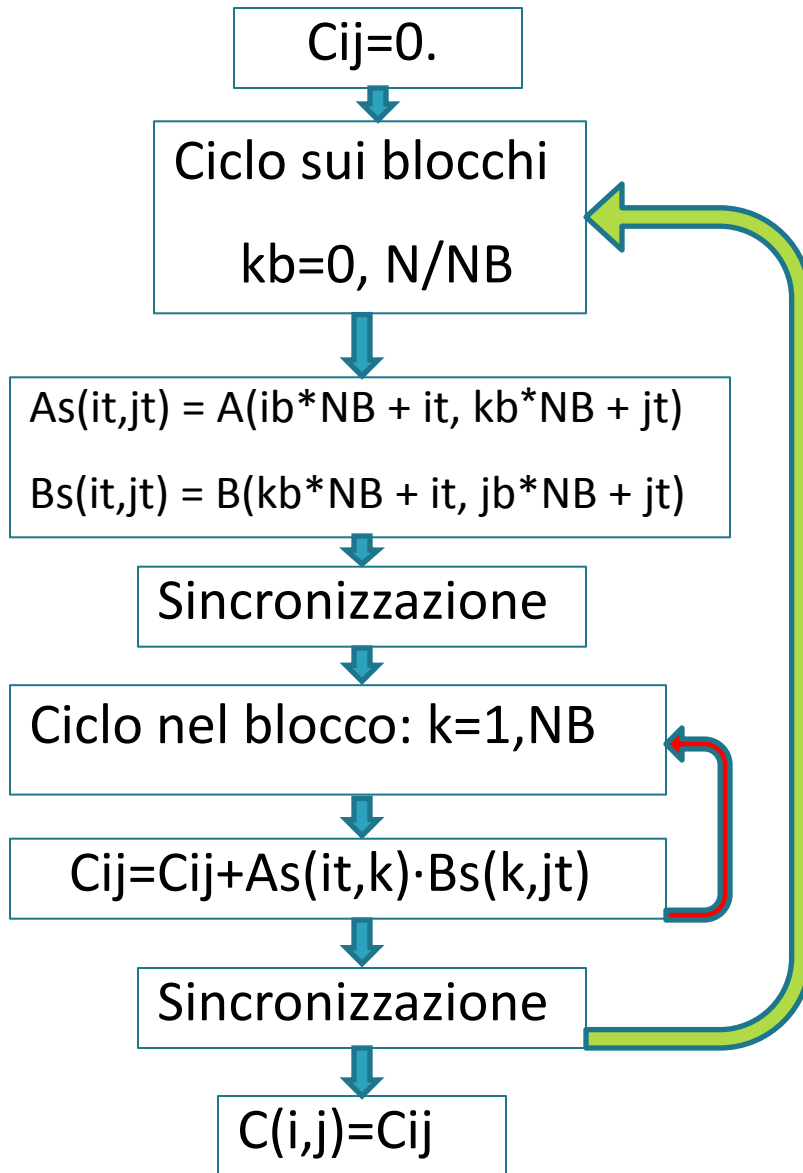 Cij=0.
Ciclo sui blocchi
kb=0, N/NB
As(it,jt) = A(ib*NB + it, kb*NB + jt)
Bs(it,jt) = B(kb*NB + it, jb*NB + jt)
Sincronizzazione
Ciclo nel blocco: k=1,NB
Cij=Cij+As(it,k)·Bs(k,jt)
Sincronizzazione
C(i,j)=Cij